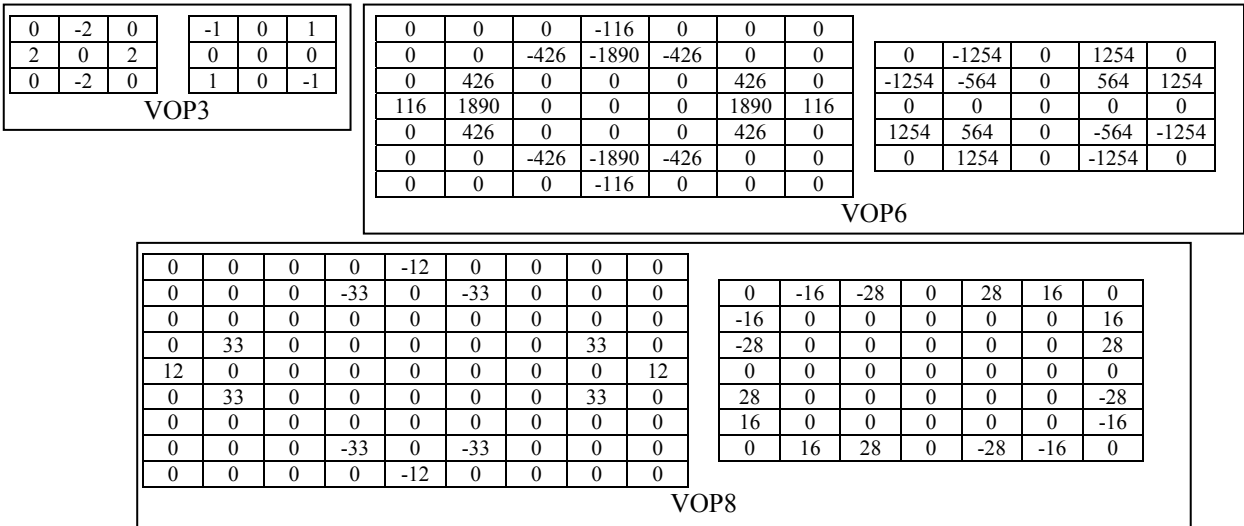 0 -2 0
2 0 2
0 -2 0
-1 0 1
0 0 0
1 0 -1
VOP3
0 0 0 -116 0 0 0
0 0 -426 -1890 -426 0 0
0 426 0 0 0 426 0
116 1890 0 0 0 1890 116
0 426 0 0 0 426 0
0 0 -426 -1890 -426 0 0
0 0 0 -116 0 0 0
0 -1254 0 1254 0
-1254 -564 0 564 1254
0 0 0 0 0
1254 564 0 -564 -1254
0 1254 0 -1254 0
VOP6
0 0 0 0 -12 0 0 0 0
0 0 0 -33 0 -33 0 0 0
0 0 0 0 0 0 0 0 0
0 33 0 0 0 0 0 33 0
12 0 0 0 0 0 0 0 12
0 33 0 0 0 0 0 33 0
0 0 0 0 0 0 0 0 0
0 0 0 -33 0 -33 0 0 0
0 0 0 0 -12 0 0 0 0
0 -16 -28 0 28 16 0
-16 0 0 0 0 0 16
-28 0 0 0 0 0 28
0 0 0 0 0 0 0
28 0 0 0 0 0 -28
16 0 0 0 0 0 -16
0 16 28 0 -28 -16 0
VOP8